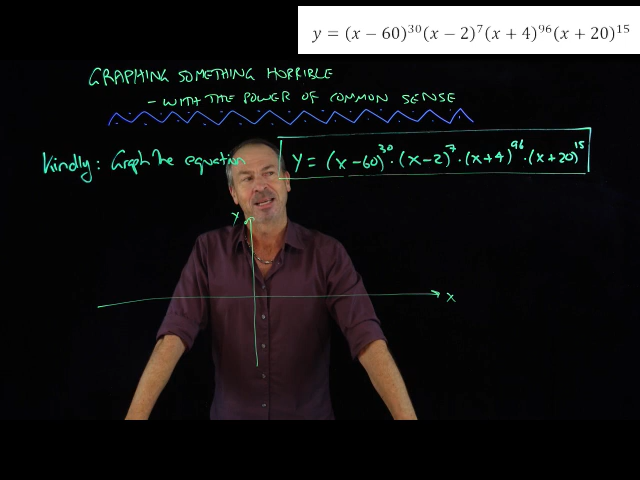 y = (x − 60)³⁰(x − 2)⁷(x + 4)⁹⁶(x + 20)¹⁵
GRAPHING SOMETHING HORRIBLE
- WITH THE POWER OF COMMON SENSE
Kindly: Graph the equation y = (x-60)³⁰·(x-2)⁷·(x+4)⁹⁶·(x+20)¹⁵
y
x